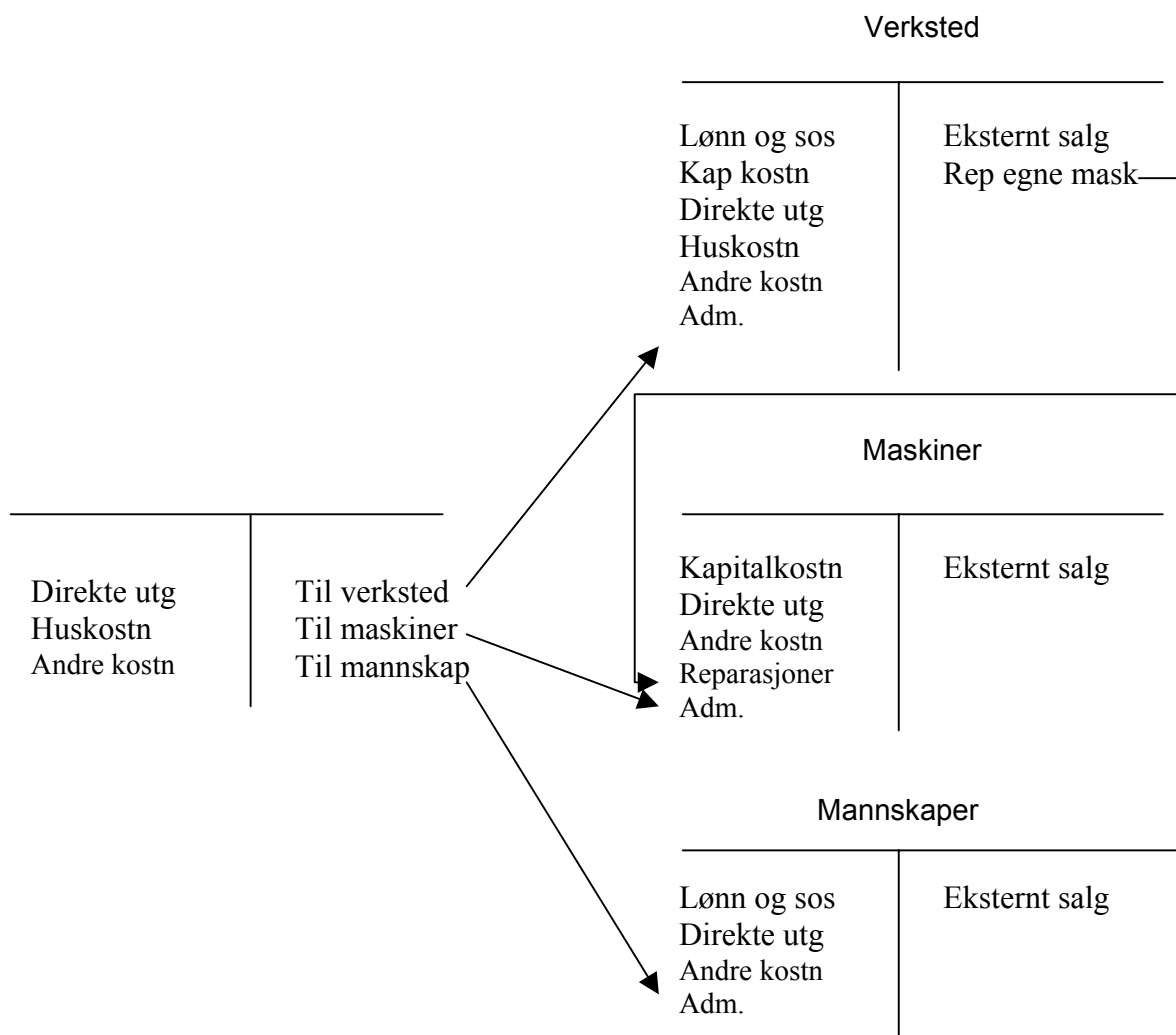 Verksted
Lønn og sos
Kap kostn
Direkte utg
Huskostn
Andre kostn
Adm.
Eksternt salg
Rep egne mask
Direkte utg
Huskostn
Andre kostn
Til verksted
Til maskiner
Til mannskap
Maskiner
Kapitalkostn
Direkte utg
Andre kostn
Reparasjoner
Adm.
Eksternt salg
Mannskaper
Lønn og sos
Direkte utg
Andre kostn
Adm.
Eksternt salg